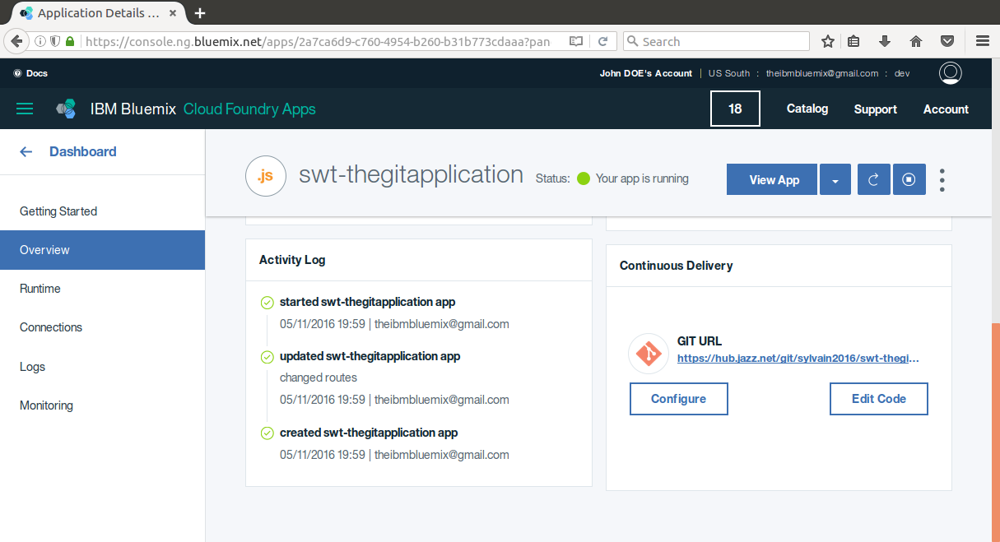 Application Details ...
https://console.ng.bluemix.net/apps/2a7ca6d9-c760-4954-b260-b31b773cdaaa?pan
Search
Docs
John DOE's Account | US South : theibmbluemix@gmail.com : dev
IBM Bluemix Cloud Foundry Apps
18
Catalog
Support
Account
Dashboard
.js
swt-thegitapplication
Status: Your app is running
View App
Getting Started
Overview
Runtime
Connections
Logs
Monitoring
Activity Log
started swt-thegitapplication app
05/11/2016 19:59 | theibmbluemix@gmail.com
updated swt-thegitapplication app
changed routes
05/11/2016 19:59 | theibmbluemix@gmail.com
created swt-thegitapplication app
05/11/2016 19:59 | theibmbluemix@gmail.com
Continuous Delivery
GIT URL
https://hub.jazz.net/git/sylvain2016/swt-thegi...
Configure
Edit Code